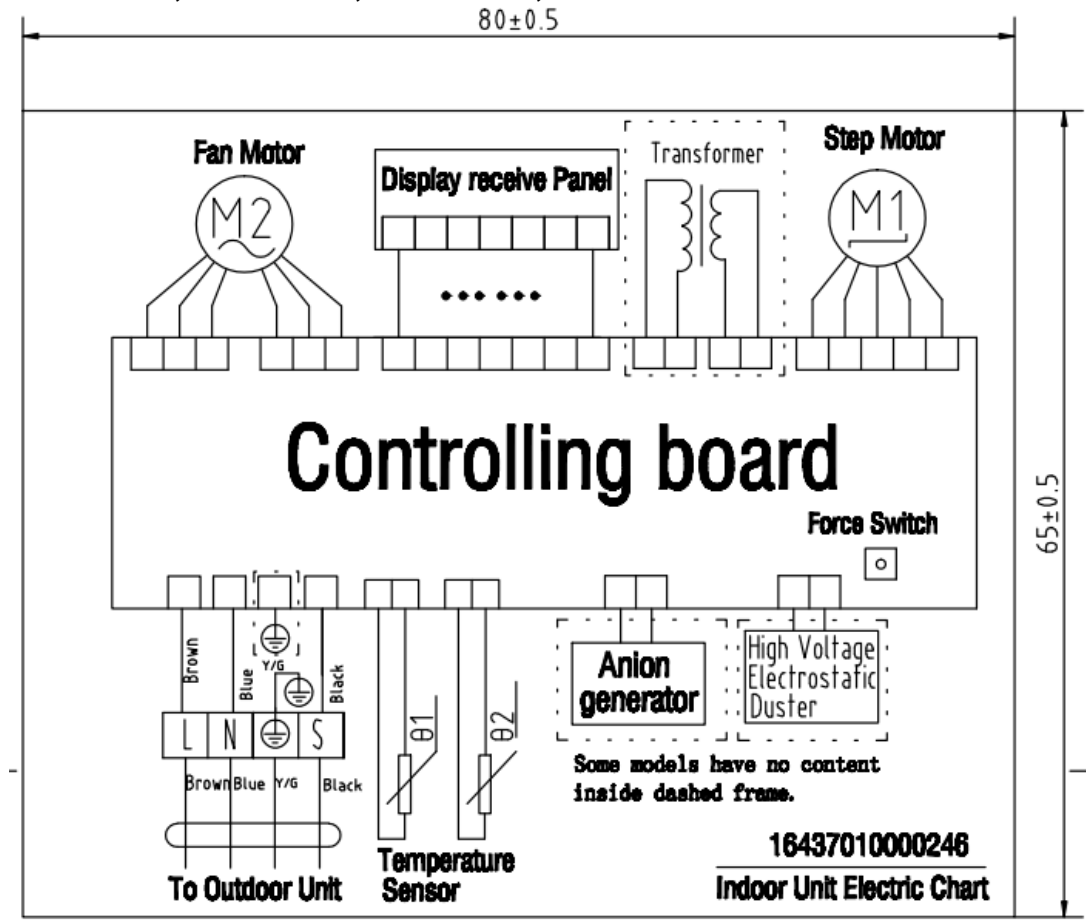 80±0.5
Fan Motor
M2
Display receive Panel
Transformer
Step Motor
M1
Controlling board
Force Switch
65±0.5
Brown
Blue
Y/G
Black
L N S
Brown Blue Y/G Black
To Outdoor Unit
θ1
θ2
Temperature
Sensor
Anion
generator
High Voltage
Electrostafic
Duster
Some models have no content
inside dashed frame.
16437010000246
Indoor Unit Electric Chart